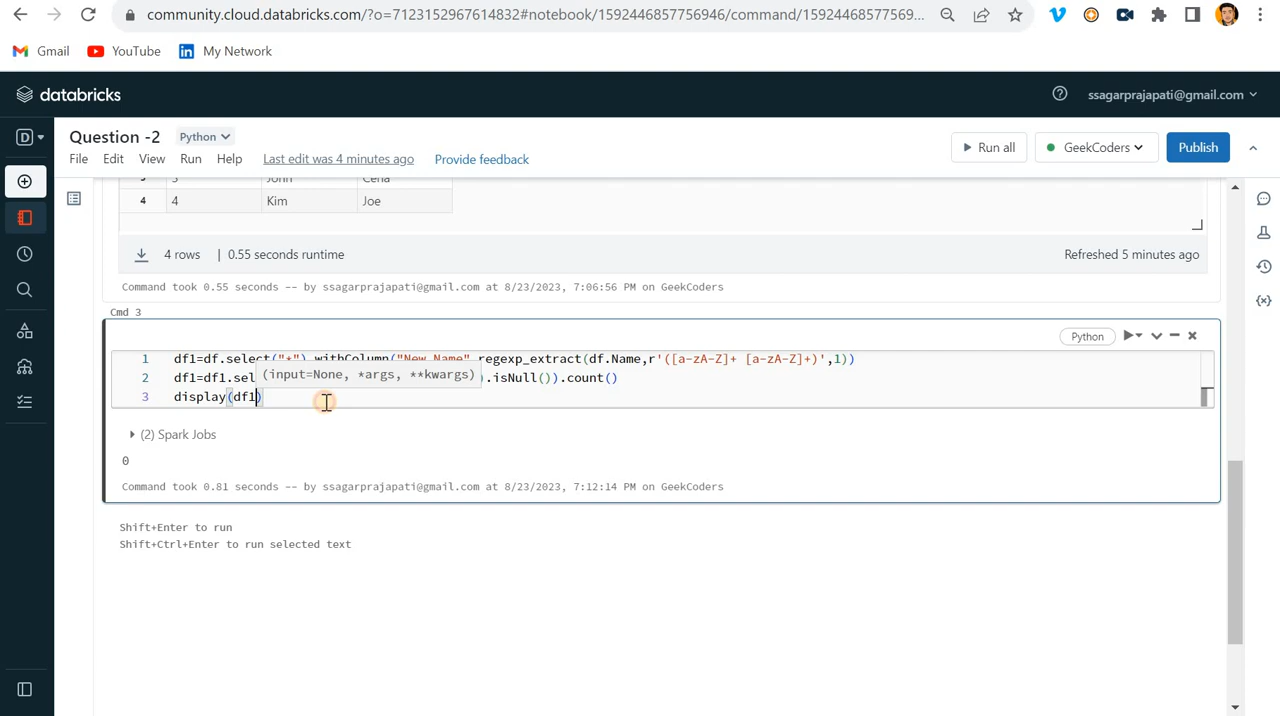 community.cloud.databricks.com/?o=7123152967614832#notebook/1592446857756946/command/15924468577569...
Gmail YouTube My Network
databricks ssagarprajapati@gmail.com
D Question -2 Python Run all GeekCoders Publish
File Edit View Run Help Last edit was 4 minutes ago Provide feedback
John Cena
4 4 Kim Joe
4 rows | 0.55 seconds runtime Refreshed 5 minutes ago
Command took 0.55 seconds -- by ssagarprajapati@gmail.com at 8/23/2023, 7:06:56 PM on GeekCoders
Cmd 3
Python
1 df1=df.select("*").withColumn("New_Name",regexp_extract(df.Name,r'([a-zA-Z]+ [a-zA-Z]+)',1))
(input=None, *args, **kwargs)
2 df1=df1.sel ).isNull()).count()
3 display(df1)
(2) Spark Jobs
0
Command took 0.81 seconds -- by ssagarprajapati@gmail.com at 8/23/2023, 7:12:14 PM on GeekCoders
Shift+Enter to run
Shift+Ctrl+Enter to run selected text